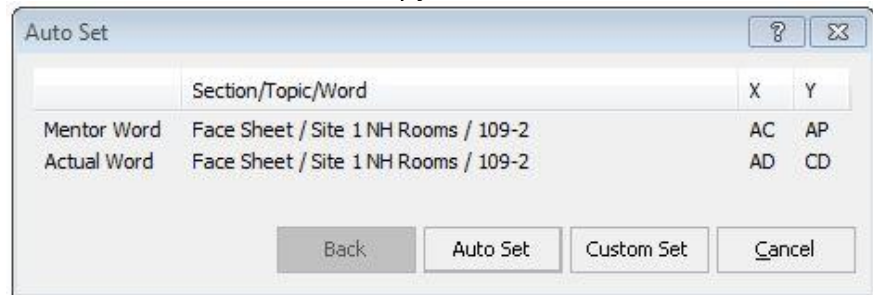 Auto Set
Section/Topic/Word X Y
Mentor Word Face Sheet / Site 1 NH Rooms / 109-2 AC AP
Actual Word Face Sheet / Site 1 NH Rooms / 109-2 AD CD
Back Auto Set Custom Set Cancel